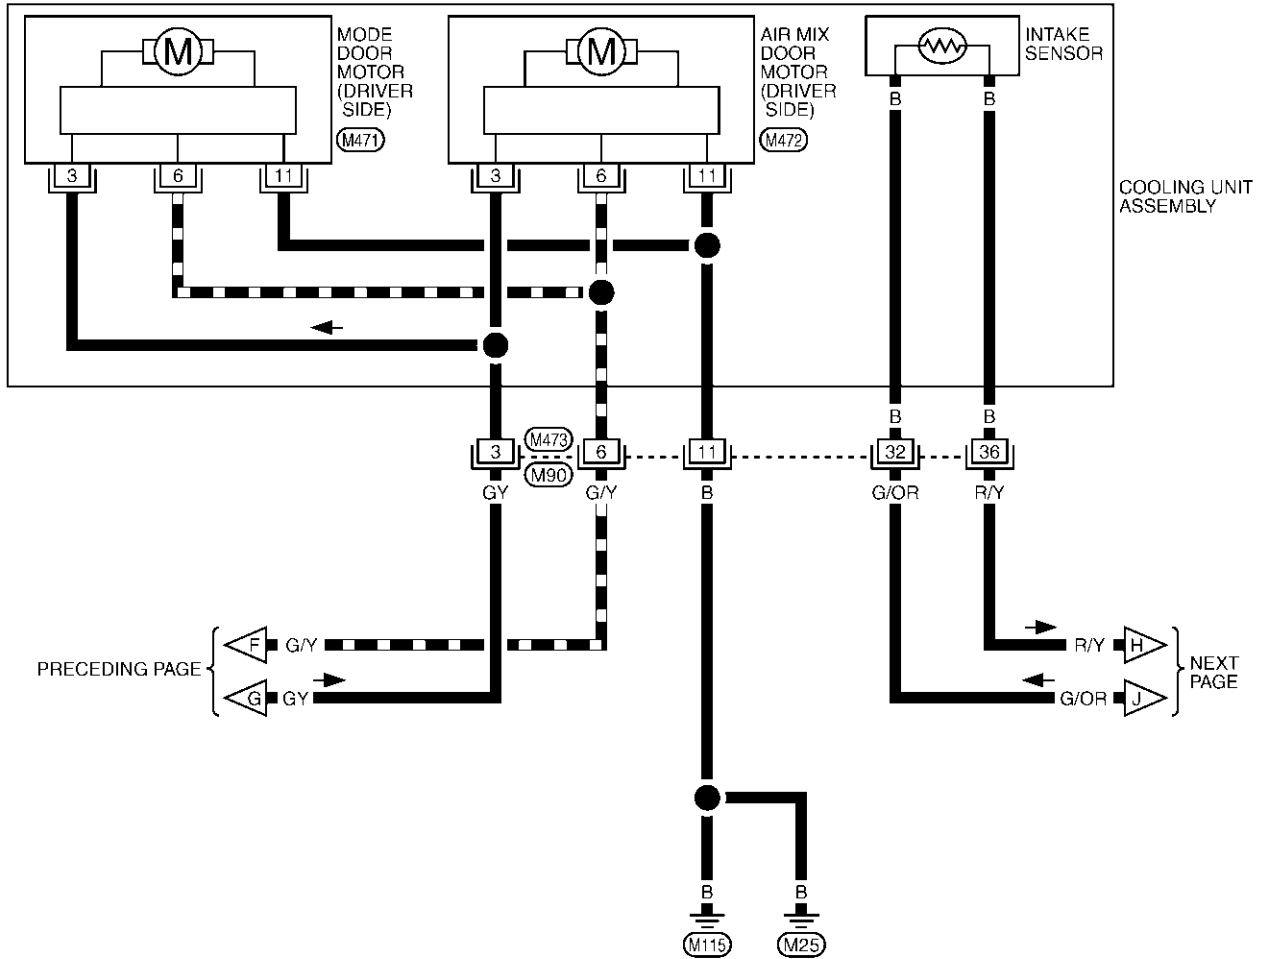 M
MODE
DOOR
MOTOR
(DRIVER
SIDE)
M471
M
AIR MIX
DOOR
MOTOR
(DRIVER
SIDE)
M472
INTAKE
SENSOR
B B
3 6 11 3 6 11
COOLING UNIT
ASSEMBLY
B B
3 M473 6 11 32 36
M90
GY G/Y B G/OR R/Y
PRECEDING PAGE
F G/Y
G GY
R/Y H
G/OR J
NEXT
PAGE
B B
M115 M25